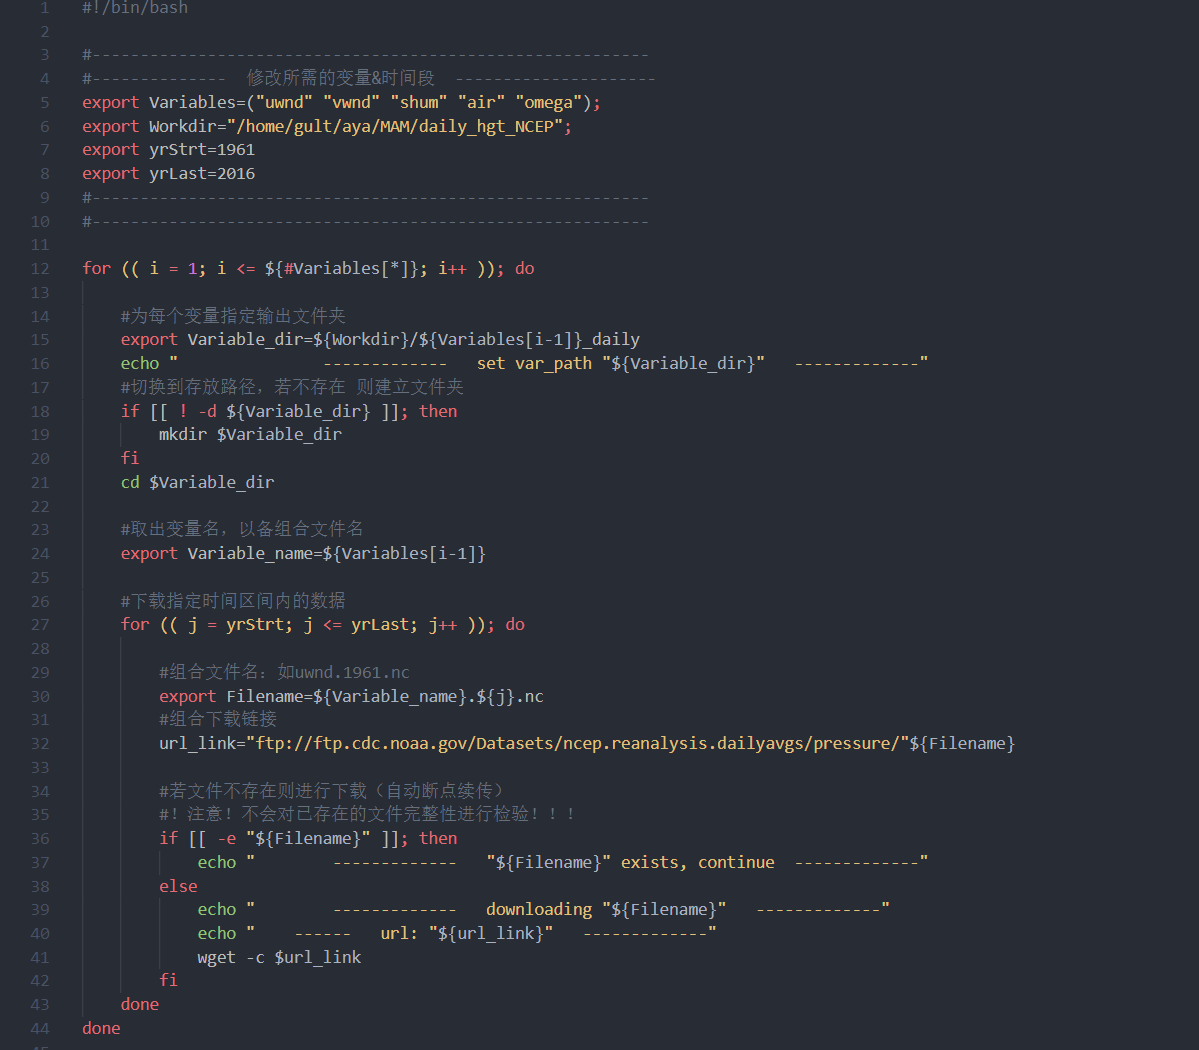 1 #!/bin/bash
2
3 #----------------------------------------------------------
4 #--------------  修改所需的变量&时间段  ---------------------
5 export Variables=("uwnd" "vwnd" "shum" "air" "omega");
6 export Workdir="/home/gult/aya/MAM/daily_hgt_NCEP";
7 export yrStrt=1961
8 export yrLast=2016
9 #----------------------------------------------------------
10 #----------------------------------------------------------
11
12 for (( i = 1; i <= ${#Variables[*]}; i++ )); do
13
14     #为每个变量指定输出文件夹
15     export Variable_dir=${Workdir}/${Variables[i-1]}_daily
16     echo "               -------------   set var_path "${Variable_dir}"   -------------"
17     #切换到存放路径，若不存在 则建立文件夹
18     if [[ ! -d ${Variable_dir} ]]; then
19         mkdir $Variable_dir
20     fi
21     cd $Variable_dir
22
23     #取出变量名，以备组合文件名
24     export Variable_name=${Variables[i-1]}
25
26     #下载指定时间区间内的数据
27     for (( j = yrStrt; j <= yrLast; j++ )); do
28
29         #组合文件名：如uwnd.1961.nc
30         export Filename=${Variable_name}.${j}.nc
31         #组合下载链接
32         url_link="ftp://ftp.cdc.noaa.gov/Datasets/ncep.reanalysis.dailyavgs/pressure/"${Filename}
33
34         #若文件不存在则进行下载（自动断点续传）
35         #！注意！不会对已存在的文件完整性进行检验！！！
36         if [[ -e "${Filename}" ]]; then
37             echo "        -------------   "${Filename}" exists, continue  -------------"
38         else
39             echo "        -------------   downloading "${Filename}"   -------------"
40             echo "    ------   url: "${url_link}"   -------------"
41             wget -c $url_link
42         fi
43     done
44 done